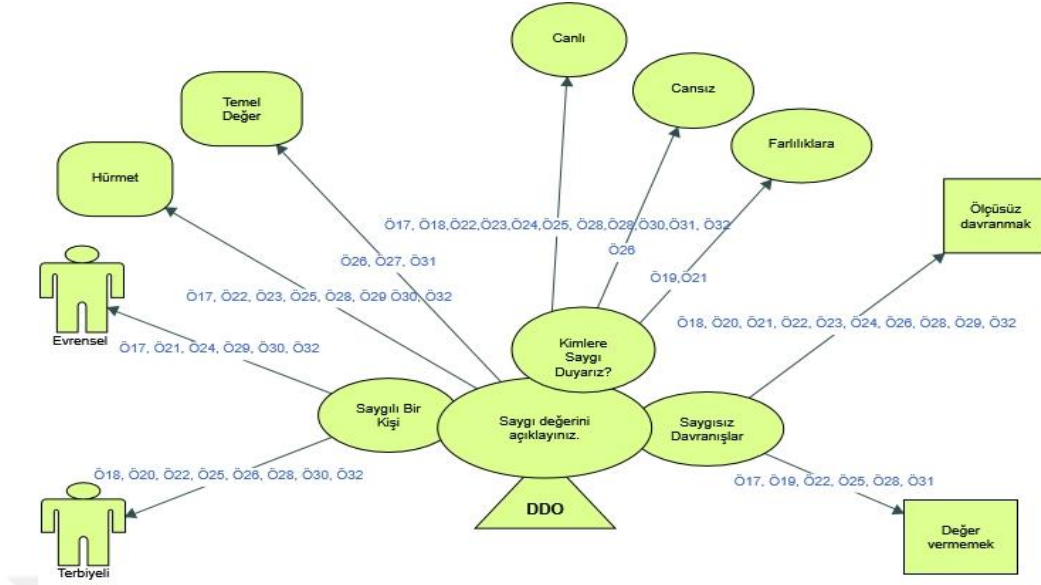 Canlı
Cansız
Temel
Değer
Farlılıklara
Hürmet
Ölçüsüz
davranmak
Ö17, Ö18,Ö22,Ö23,Ö24,Ö25, Ö28,Ö28,Ö30,Ö31, Ö32
Ö26
Ö26, Ö27, Ö31
Ö19,Ö21
Ö17, Ö22, Ö23, Ö25, Ö28, Ö29 Ö30, Ö32
Ö18, Ö20, Ö21, Ö22, Ö23, Ö24, Ö26, Ö28, Ö29, Ö32
Evrensel
Ö17, Ö21, Ö24, Ö29, Ö30, Ö32
Kimlere
Saygı
Duyarız?
Saygılı Bir
Kişi
Saygı değerini
açıklayınız.
Saygısız
Davranışlar
Ö18, Ö20, Ö22, Ö25, Ö26, Ö28, Ö30, Ö32
Ö17, Ö19, Ö22, Ö25, Ö28, Ö31
DDO
Değer
vermemek
Terbiyeli